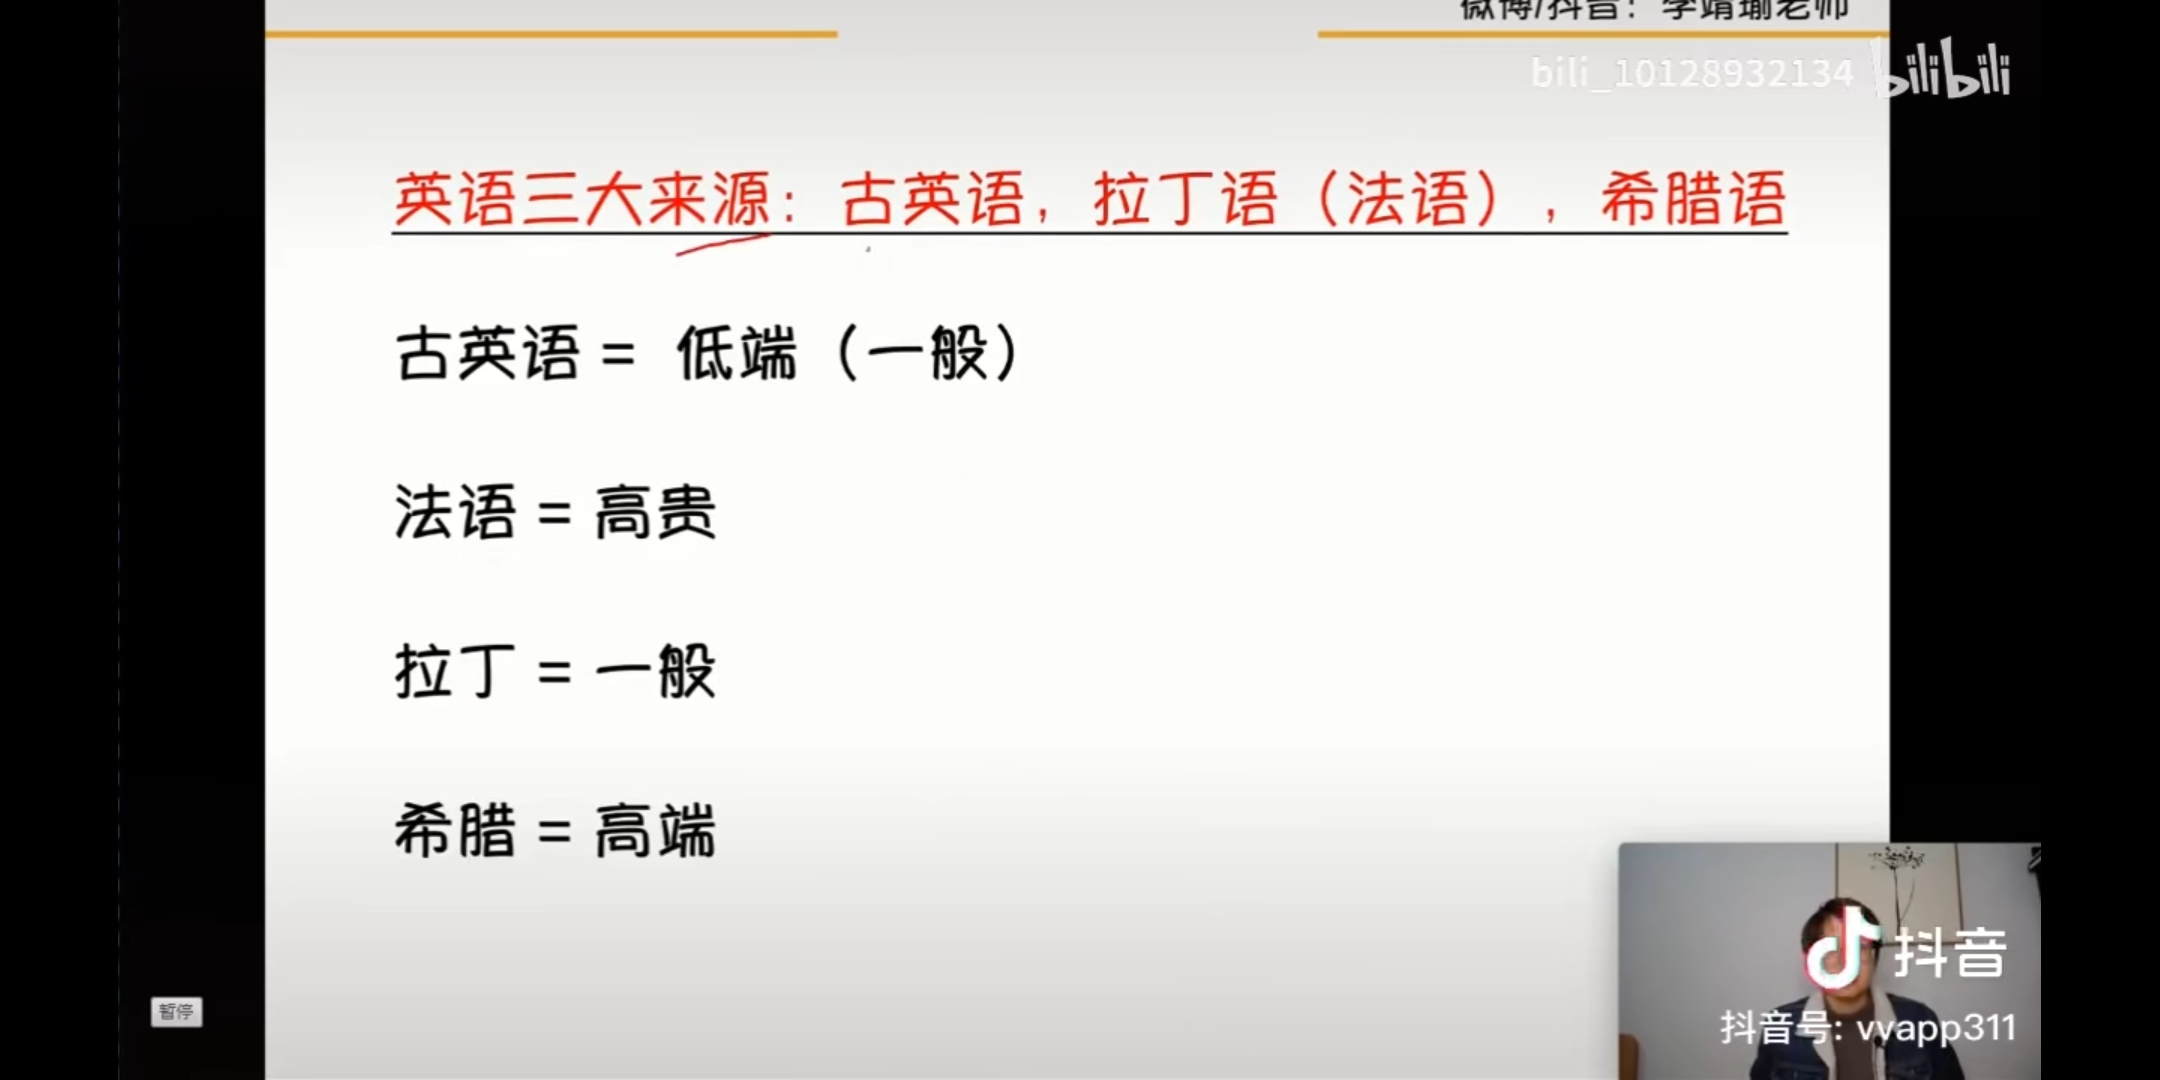 微博/抖音：李靖瑜老师
bili_10128932134 bilibili
英语三大来源：古英语，拉丁语（法语），希腊语
古英语 = 低端（一般）
法语 = 高贵
拉丁 = 一般
希腊 = 高端
抖音
暂停
抖音号: vvapp311